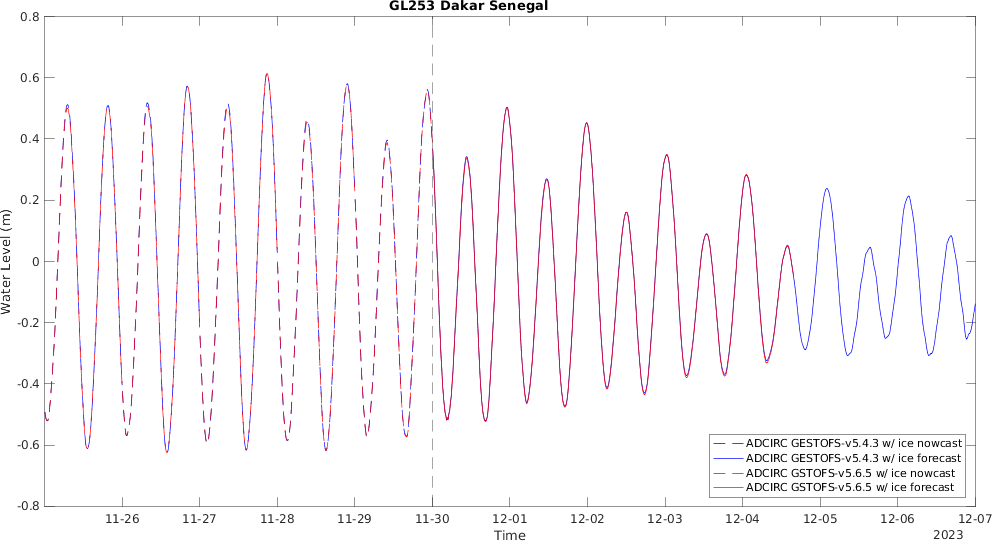 GL253 Dakar Senegal
0.8
0.6
0.4
0.2
0
-0.2
-0.4
-0.6
-0.8
Water Level (m)
ADCIRC GESTOFS-v5.4.3 w/ ice nowcast
ADCIRC GESTOFS-v5.4.3 w/ ice forecast
ADCIRC GSTOFS-v5.6.5 w/ ice nowcast
ADCIRC GSTOFS-v5.6.5 w/ ice forecast
11-26 11-27 11-28 11-29 11-30 12-01 12-02 12-03 12-04 12-05 12-06 12-07
Time 2023